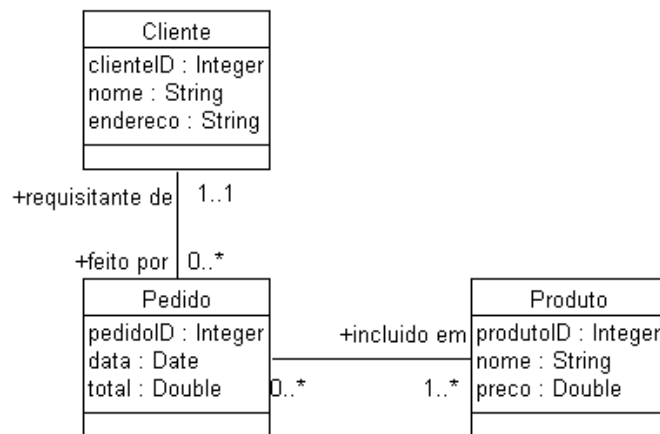 Cliente
clienteID : Integer
nome : String
endereco : String
+requisitante de 1..1
+feito por 0..*
Pedido
pedidoID : Integer
data : Date
total : Double
0..*
+incluido em
1..*
Produto
produtoID : Integer
nome : String
preco : Double